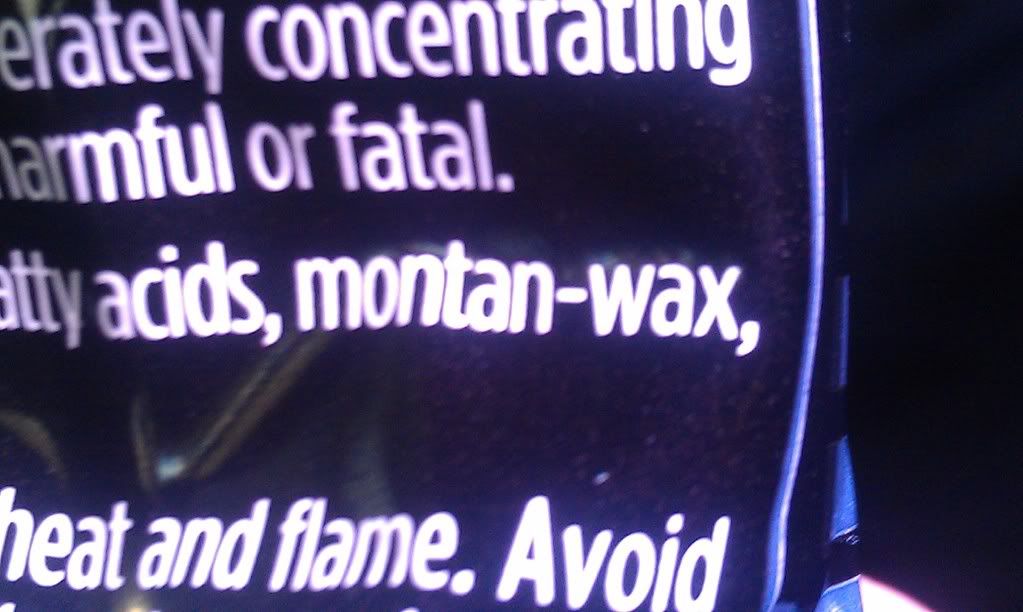 erately concentrating
harmful or fatal.
atty acids, montan-wax,
heat and flame. Avoid